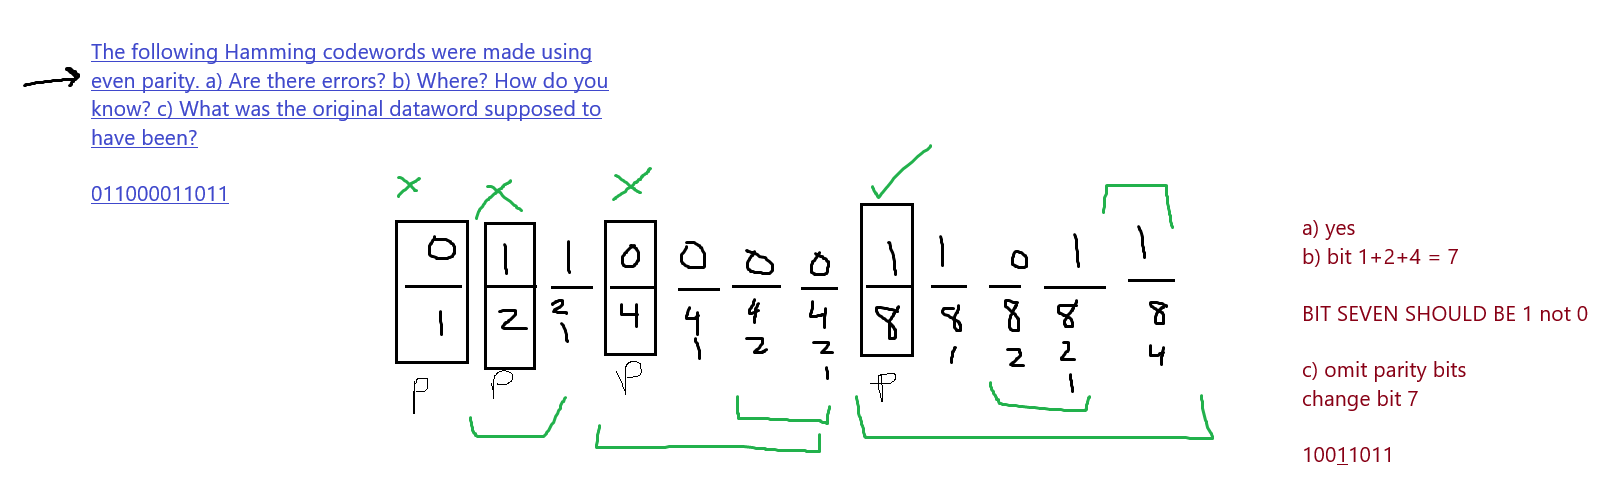 The following Hamming codewords were made using
even parity. a) Are there errors? b) Where? How do you
know? c) What was the original dataword supposed to
have been?
011000011011
0 1 1 0 0 0 0 1 1 0 1 1
1 2 2 4 4 4 4 8 8 8 8 8
1 1 2 2 1 2 2 4
1 1
P P P P
a) yes
b) bit 1+2+4 = 7
BIT SEVEN SHOULD BE 1 not 0
c) omit parity bits
change bit 7
10011011